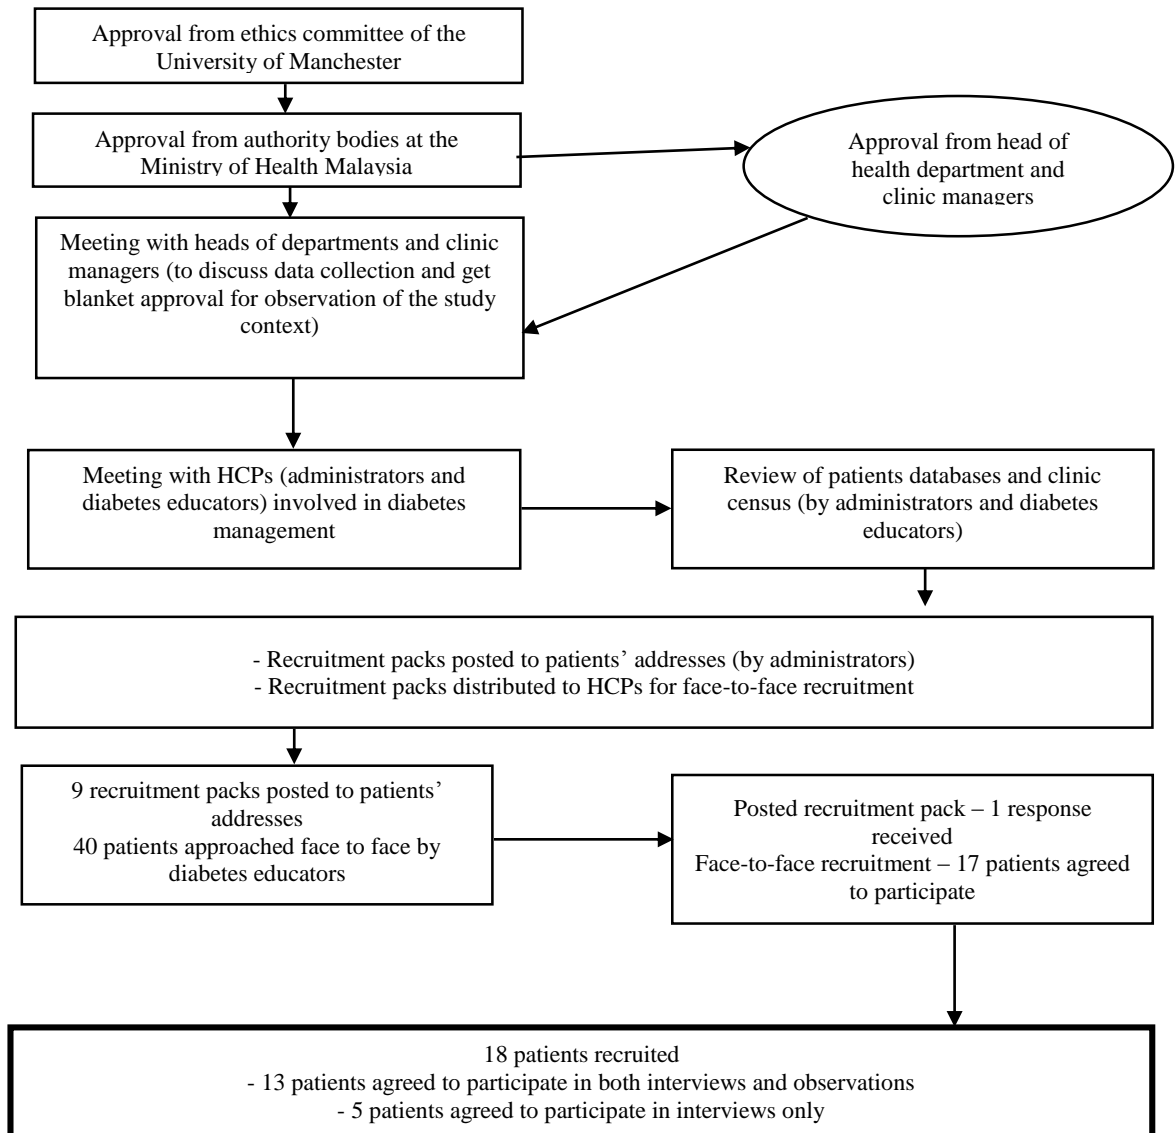 Approval from ethics committee of the
University of Manchester
Approval from authority bodies at the
Ministry of Health Malaysia
Approval from head of
health department and
clinic managers
Meeting with heads of departments and clinic
managers (to discuss data collection and get
blanket approval for observation of the study
context)
Meeting with HCPs (administrators and
diabetes educators) involved in diabetes
management
Review of patients databases and clinic
census (by administrators and diabetes
educators)
- Recruitment packs posted to patients’ addresses (by administrators)
- Recruitment packs distributed to HCPs for face-to-face recruitment
9 recruitment packs posted to patients’
addresses
40 patients approached face to face by
diabetes educators
Posted recruitment pack – 1 response
received
Face-to-face recruitment – 17 patients agreed
to participate
18 patients recruited
- 13 patients agreed to participate in both interviews and observations
- 5 patients agreed to participate in interviews only